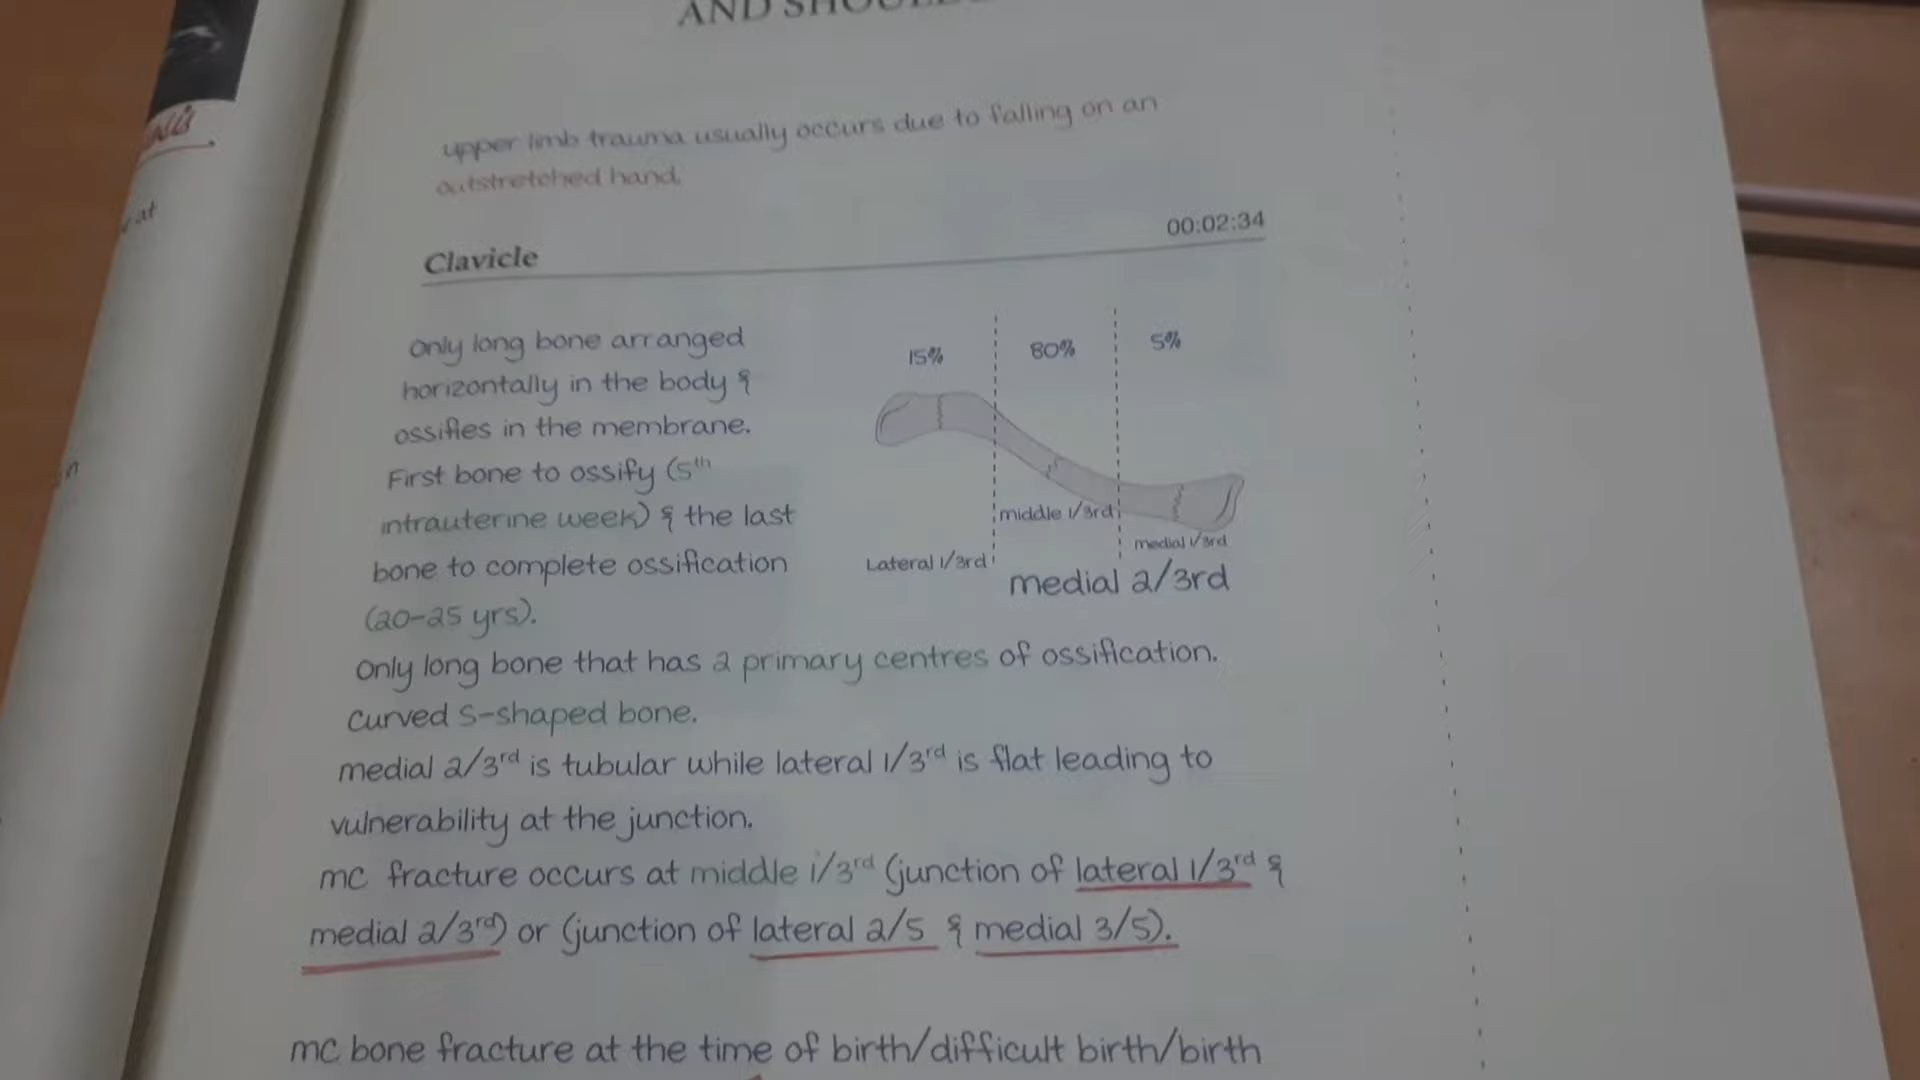 AND
upper limb trauma usually occurs due to falling on an
outstretched hand.
00:02:34
Clavicle
Only long bone arranged
horizontally in the body &
ossifies in the membrane.
First bone to ossify (5th
intrauterine week) & the last
bone to complete ossification
(20-25 yrs).
15%
80%
5%
middle 1/3rd
medial 1/3rd
Lateral 1/3rd
medial 2/3rd
Only long bone that has 2 primary centres of ossification.
Curved S-shaped bone.
medial 2/3rd is tubular while lateral 1/3rd is flat leading to
vulnerability at the junction.
mc fracture occurs at middle 1/3rd (junction of lateral 1/3rd &
medial 2/3rd) or (junction of lateral 2/5 & medial 3/5).
mc bone fracture at the time of birth/difficult birth/birth
at
n